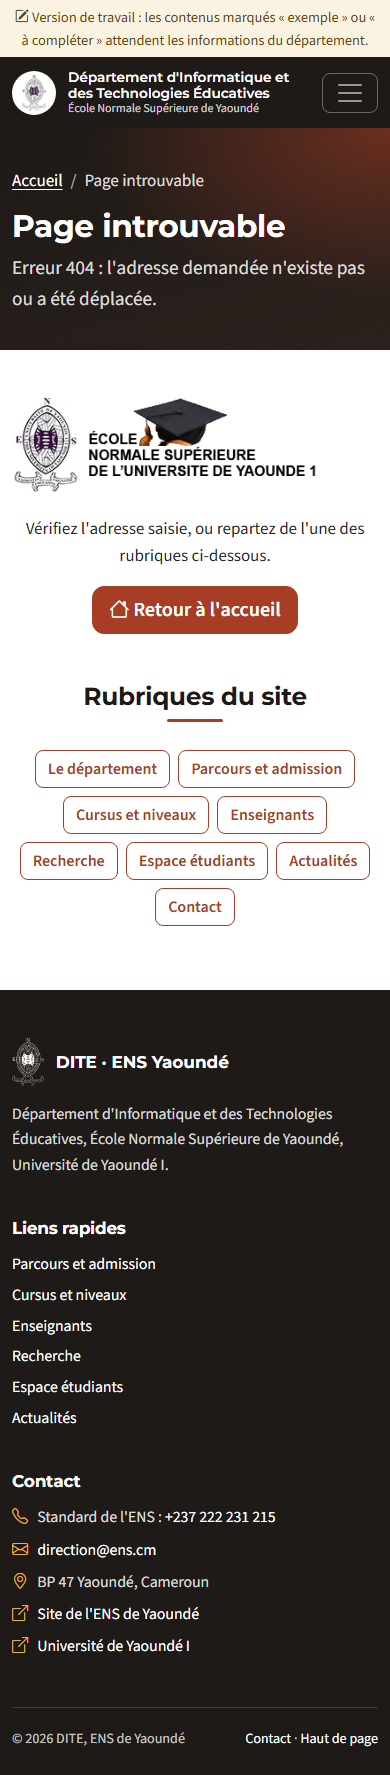 Version de travail : les contenus marqués « exemple » ou «
à compléter » attendent les informations du département.
Département d'Informatique et
des Technologies Éducatives
École Normale Supérieure de Yaoundé
Accueil / Page introuvable
Page introuvable
Erreur 404 : l'adresse demandée n'existe pas
ou a été déplacée.
ÉCOLE
NORMALE SUPÉRIEURE
DE L'UNIVERSITE DE YAOUNDE 1
Vérifiez l'adresse saisie, ou repartez de l'une des
rubriques ci-dessous.
Retour à l'accueil
Rubriques du site
Le département
Parcours et admission
Cursus et niveaux
Enseignants
Recherche
Espace étudiants
Actualités
Contact
DITE · ENS Yaoundé
Département d'Informatique et des Technologies
Éducatives, École Normale Supérieure de Yaoundé,
Université de Yaoundé I.
Liens rapides
Parcours et admission
Cursus et niveaux
Enseignants
Recherche
Espace étudiants
Actualités
Contact
Standard de l'ENS : +237 222 231 215
direction@ens.cm
BP 47 Yaoundé, Cameroun
Site de l'ENS de Yaoundé
Université de Yaoundé I
© 2026 DITE, ENS de Yaoundé
Contact · Haut de page